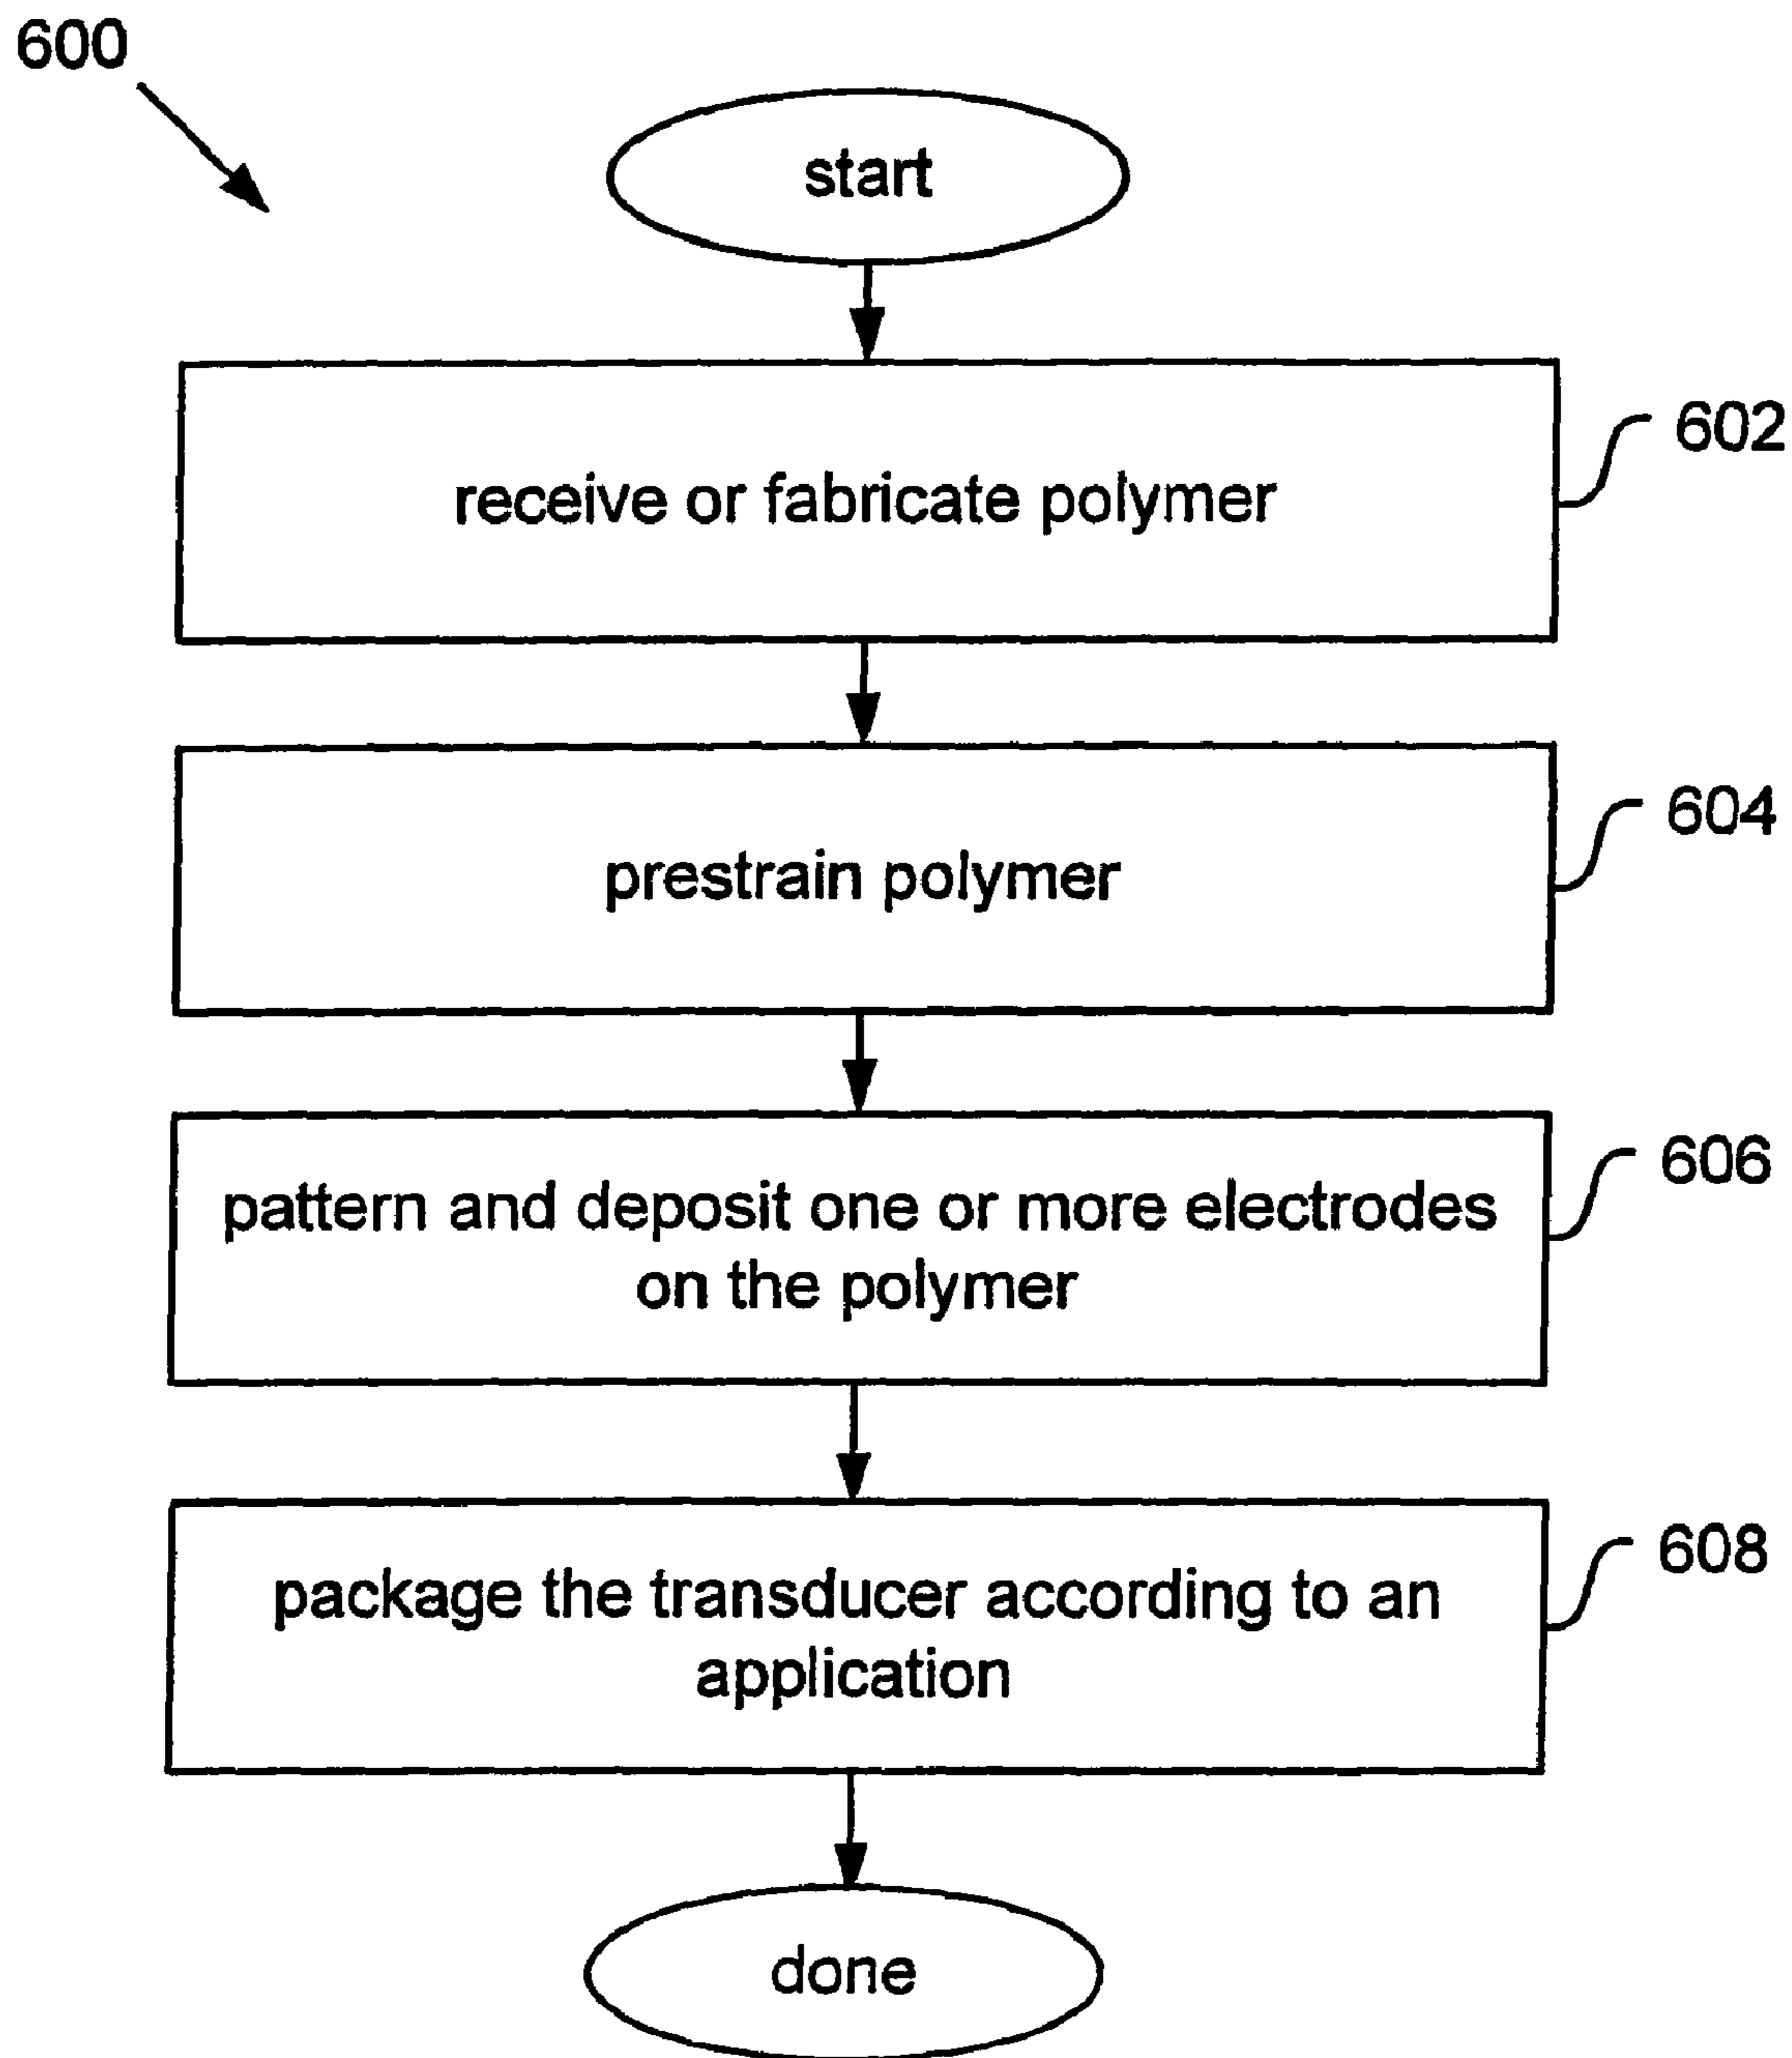 600
start
receive or fabricate polymer
602
prestrain polymer
604
pattern and deposit one or more electrodes
on the polymer
606
package the transducer according to an
application
608
done